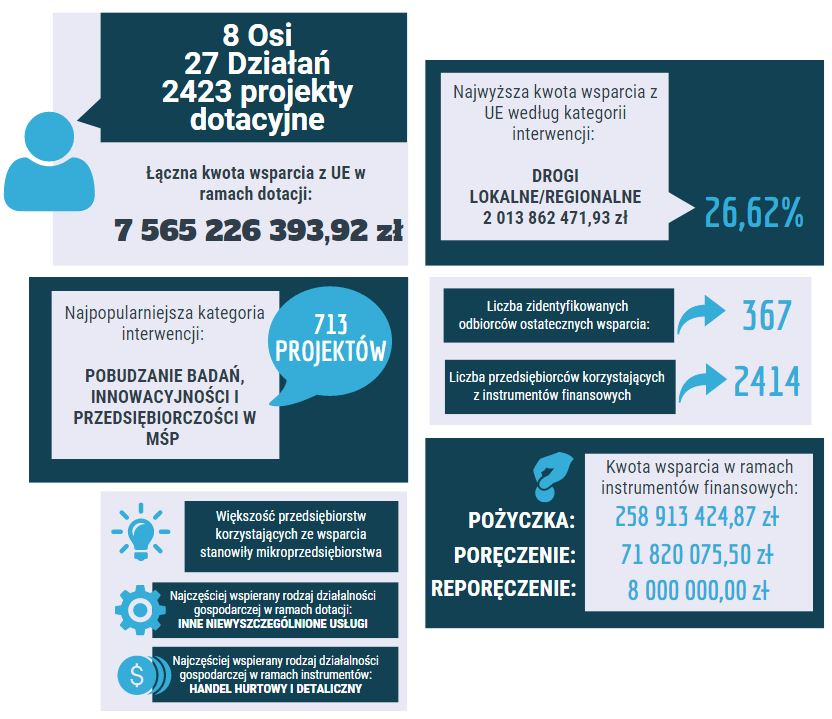 8 Osi
27 Działań
2423 projekty
dotacyjne
Łączna kwota wsparcia z UE w
ramach dotacji:
7 565 226 393,92 zł
Najwyższa kwota wsparcia z
UE według kategorii
interwencji:
DROGI
LOKALNE/REGIONALNE
2 013 862 471,93 zł
26,62%
Najpopularniejsza kategoria
interwencji:
POBUDZANIE BADAŃ,
INNOWACYJNOŚCI I
PRZEDSIĘBIORCZOŚCI W
MŚP
713
PROJEKTÓW
Liczba zidentyfikowanych
odbiorców ostatecznych wsparcia:
367
Liczba przedsiębiorców korzystających
z instrumentów finansowych
2414
Kwota wsparcia w ramach
instrumentów finansowych:
POŻYCZKA: 258 913 424,87 zł
PORĘCZENIE: 71 820 075,50 zł
REPORĘCZENIE: 8 000 000,00 zł
Większość przedsiębiorstw
korzystających ze wsparcia
stanowiły mikroprzedsiębiorstwa
Najczęściej wspierany rodzaj działalności
gospodarczej w ramach dotacji:
INNE NIEWYSZCZEGÓLNIONE USŁUGI
$
Najczęściej wspierany rodzaj działalności
gospodarczej w ramach instrumentów:
HANDEL HURTOWY I DETALICZNY